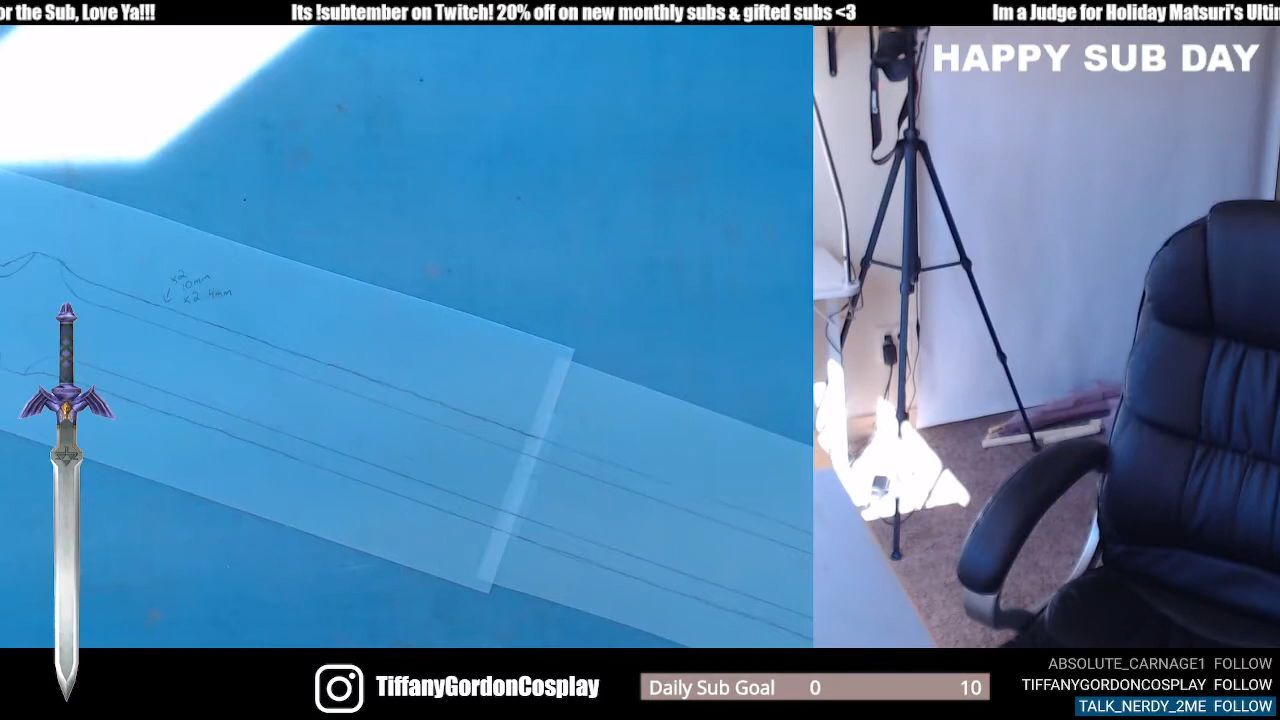 or the Sub, Love Ya!!! Its !subtember on Twitch! 20% off on new monthly subs & gifted subs <3 Im a Judge for Holiday Matsuri's Ultin
HAPPY SUB DAY
x2
10mm
x2 4mm
TiffanyGordonCosplay
Daily Sub Goal 0 10
ABSOLUTE_CARNAGE1 FOLLOW
TIFFANYGORDONCOSPLAY FOLLOW
TALK_NERDY_2ME FOLLOW